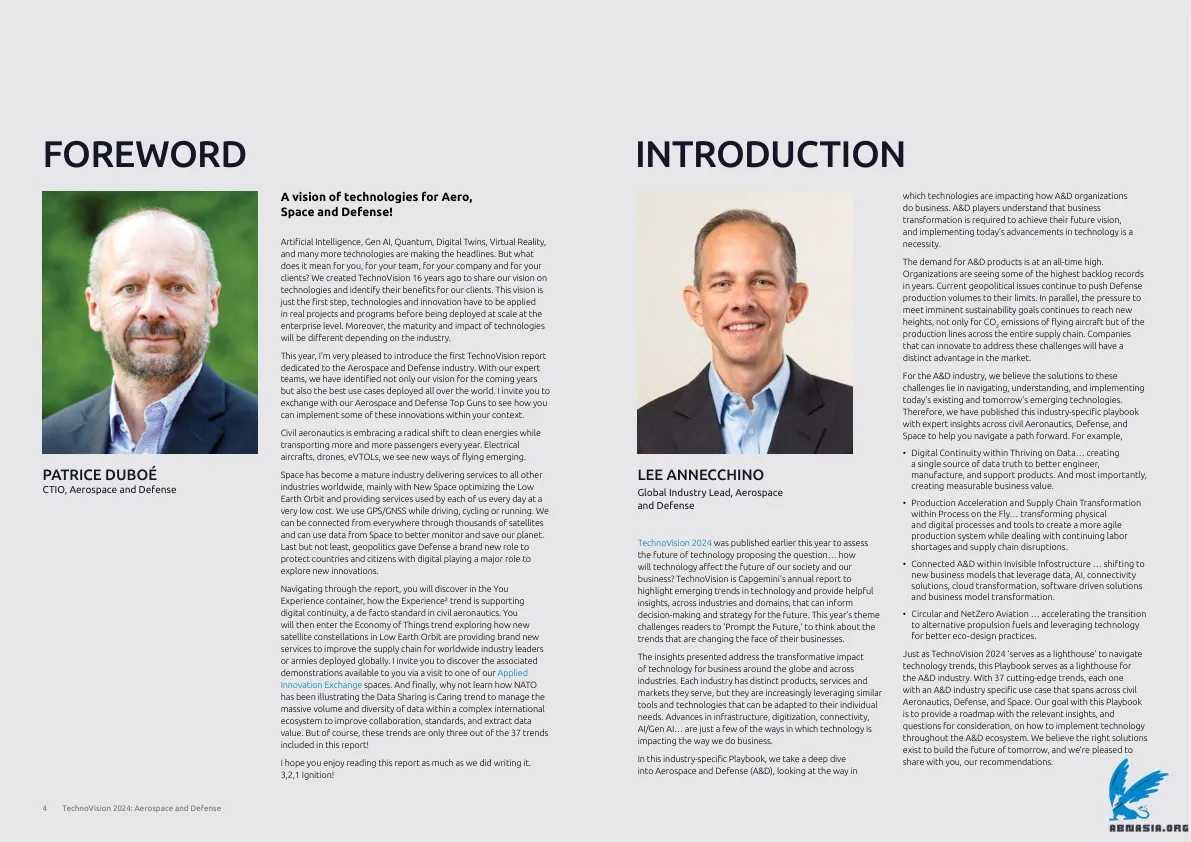 FOREWORD
PATRICE DUBOÉ
CTIO, Aerospace and Defense
A vision of technologies for Aero,
Space and Defense!
Artificial Intelligence, Gen AI, Quantum, Digital Twins, Virtual Reality,
and many more technologies are making the headlines. But what
does it mean for you, for your team, for your company and for your
clients? We created TechnoVision 16 years ago to share our vision on
technologies and identify their benefits for our clients. This vision is
just the first step, technologies and innovation have to be applied
in real projects and programs before being deployed at scale at the
enterprise level. Moreover, the maturity and impact of technologies
will be different depending on the industry.
This year, I'm very pleased to introduce the first TechnoVision report
dedicated to the Aerospace and Defense industry. With our expert
teams, we have identified not only our vision for the coming years
but also the best use cases deployed all over the world. I invite you to
exchange with our Aerospace and Defense Top Guns to see how you
can implement some of these innovations within your context.
Civil aeronautics is embracing a radical shift to clean energies while
transporting more and more passengers every year. Electrical
aircrafts, drones, eVTOLs, we see new ways of flying emerging.
Space has become a mature industry delivering services to all other
industries worldwide, mainly with New Space optimizing the Low
Earth Orbit and providing services used by each of us every day at a
very low cost. We use GPS/GNSS while driving, cycling or running. We
can be connected from everywhere through thousands of satellites
and can use data from Space to better monitor and save our planet.
Last but not least, geopolitics gave Defense a brand new role to
protect countries and citizens with digital playing a major role to
explore new innovations.
Navigating through the report, you will discover in the You
Experience container, how the Experience² trend is supporting
digital continuity, a de facto standard in civil aeronautics. You
will then enter the Economy of Things trend exploring how new
satellite constellations in Low Earth Orbit are providing brand new
services to improve the supply chain for worldwide industry leaders
or armies deployed globally. I invite you to discover the associated
demonstrations available to you via a visit to one of our Applied
Innovation Exchange spaces. And finally, why not learn how NATO
has been illustrating the Data Sharing is Caring trend to manage the
massive volume and diversity of data within a complex international
ecosystem to improve collaboration, standards, and extract data
value. But of course, these trends are only three out of the 37 trends
included in this report!
I hope you enjoy reading this report as much as we did writing it.
3,2,1 Ignition!
4 TechnoVision 2024: Aerospace and Defense
INTRODUCTION
LEE ANNECCHINO
Global Industry Lead, Aerospace
and Defense
TechnoVision 2024 was published earlier this year to assess
the future of technology proposing the question… how
will technology affect the future of our society and our
business? TechnoVision is Capgemini's annual report to
highlight emerging trends in technology and provide helpful
insights, across industries and domains, that can inform
decision-making and strategy for the future. This year's theme
challenges readers to 'Prompt the Future,' to think about the
trends that are changing the face of their businesses.
The insights presented address the transformative impact
of technology for business around the globe and across
industries. Each industry has distinct products, services and
markets they serve, but they are increasingly leveraging similar
tools and technologies that can be adapted to their individual
needs. Advances in infrastructure, digitization, connectivity,
AI/Gen AI… are just a few of the ways in which technology is
impacting the way we do business.
In this industry-specific Playbook, we take a deep dive
into Aerospace and Defense (A&D), looking at the way in
which technologies are impacting how A&D organizations
do business. A&D players understand that business
transformation is required to achieve their future vision,
and implementing today's advancements in technology is a
necessity.
The demand for A&D products is at an all-time high.
Organizations are seeing some of the highest backlog records
in years. Current geopolitical issues continue to push Defense
production volumes to their limits. In parallel, the pressure to
meet imminent sustainability goals continues to reach new
heights, not only for CO₂ emissions of flying aircraft but of the
production lines across the entire supply chain. Companies
that can innovate to address these challenges will have a
distinct advantage in the market.
For the A&D industry, we believe the solutions to these
challenges lie in navigating, understanding, and implementing
today's existing and tomorrow's emerging technologies.
Therefore, we have published this industry-specific playbook
with expert insights across civil Aeronautics, Defense, and
Space to help you navigate a path forward. For example,
• Digital Continuity within Thriving on Data… creating
a single source of data truth to better engineer,
manufacture, and support products. And most importantly,
creating measurable business value.
• Production Acceleration and Supply Chain Transformation
within Process on the Fly… transforming physical
and digital processes and tools to create a more agile
production system while dealing with continuing labor
shortages and supply chain disruptions.
• Connected A&D within Invisible Infostructure … shifting to
new business models that leverage data, AI, connectivity
solutions, cloud transformation, software driven solutions
and business model transformation.
• Circular and NetZero Aviation … accelerating the transition
to alternative propulsion fuels and leveraging technology
for better eco-design practices.
Just as TechnoVision 2024 'serves as a lighthouse' to navigate
technology trends, this Playbook serves as a lighthouse for
the A&D industry. With 37 cutting-edge trends, each one
with an A&D industry specific use case that spans across civil
Aeronautics, Defense, and Space. Our goal with this Playbook
is to provide a roadmap with the relevant insights, and
questions for consideration, on how to implement technology
throughout the A&D ecosystem. We believe the right solutions
exist to build the future of tomorrow, and we're pleased to
share with you, our recommendations.
ABNASIA.ORG